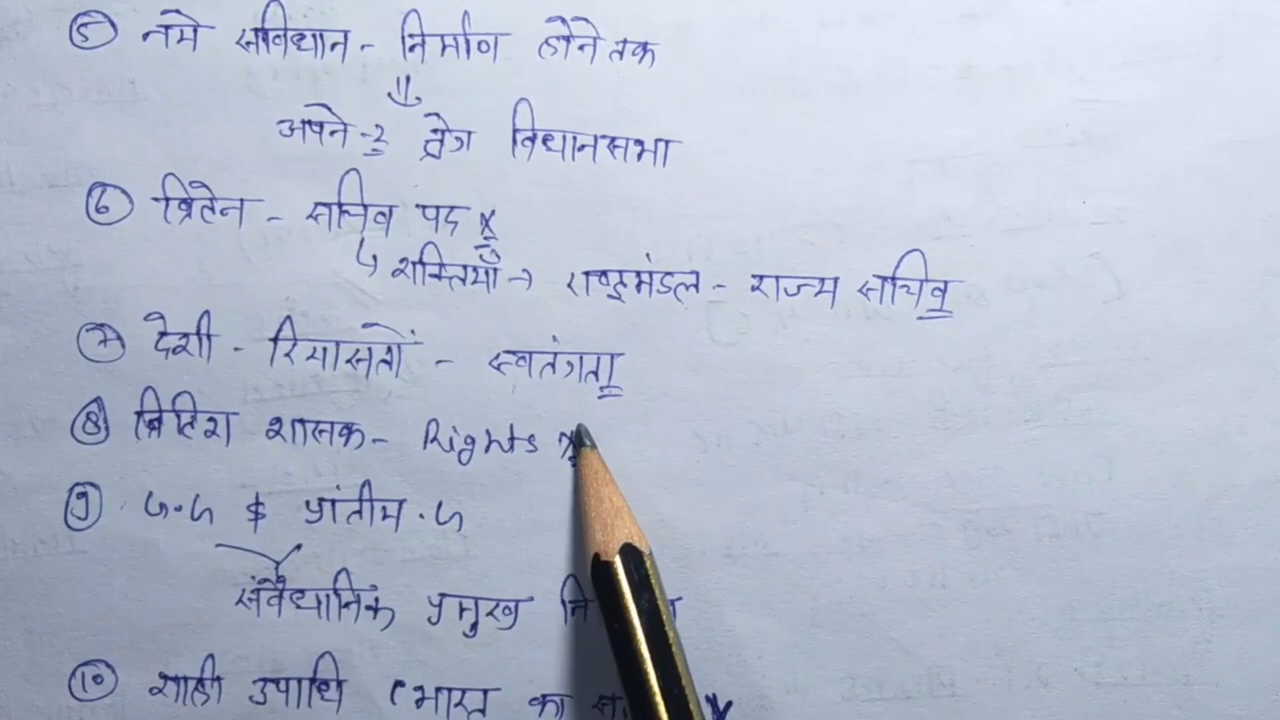 ⑤ नये संविधान - निर्माण होने तक
अपने-२ क्षेत्र विधानसभा
⑥ ब्रिटेन - सचिव पद x
↳ शक्तियाँ → राष्ट्रमंडल - राज्य सचिव
⑦ देशी - रियासतों - स्वतंत्रता
⑧ ब्रिटिश शासक - Rights x
⑨ G.G & प्रांतीय.G
संवैधानिक प्रमुख
⑩ शाही उपाधि (भारत का